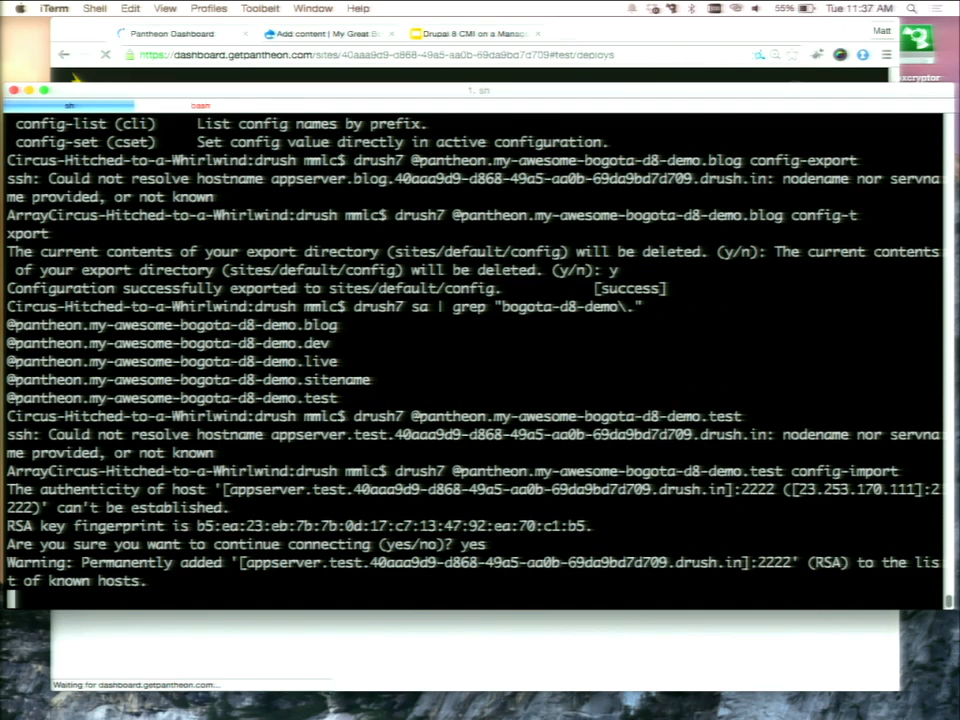 iTerm Shell Edit View Profiles Toolbelt Window Help 55% Tue 11:37 AM
Pantheon Dashboard Add content | My Great Drupal 8 & CMI on a Mana Matt
https://dashboard.getpantheon.com/sites/40aaa9d9-d868-49a5-aa0b-69da9bd7d709#test/deploys
xcryptor
1. sh
sh bash
config-list (cli) List config names by prefix.
config-set (cset) Set config value directly in active configuration.
Circus-Hitched-to-a-Whirlwind:drush mmlc$ drush7 @pantheon.my-awesome-bogota-d8-demo.blog config-export
ssh: Could not resolve hostname appserver.blog.40aaa9d9-d868-49a5-aa0b-69da9bd7d709.drush.in: nodename nor servna
me provided, or not known
ArrayCircus-Hitched-to-a-Whirlwind:drush mmlc$ drush7 @pantheon.my-awesome-bogota-d8-demo.blog config-t
xport
The current contents of your export directory (sites/default/config) will be deleted. (y/n): The current contents
of your export directory (sites/default/config) will be deleted. (y/n): y
Configuration successfully exported to sites/default/config. [success]
Circus-Hitched-to-a-Whirlwind:drush mmlc$ drush7 sa | grep "bogota-d8-demo\."
@pantheon.my-awesome-bogota-d8-demo.blog
@pantheon.my-awesome-bogota-d8-demo.dev
@pantheon.my-awesome-bogota-d8-demo.live
@pantheon.my-awesome-bogota-d8-demo.sitename
@pantheon.my-awesome-bogota-d8-demo.test
Circus-Hitched-to-a-Whirlwind:drush mmlc$ drush7 @pantheon.my-awesome-bogota-d8-demo.test
ssh: Could not resolve hostname appserver.test.40aaa9d9-d868-49a5-aa0b-69da9bd7d709.drush.in: nodename nor servna
me provided, or not known
ArrayCircus-Hitched-to-a-Whirlwind:drush mmlc$ drush7 @pantheon.my-awesome-bogota-d8-demo.test config-import
The authenticity of host '[appserver.test.40aaa9d9-d868-49a5-aa0b-69da9bd7d709.drush.in]:2222 ([23.253.170.111]:2
222)' can't be established.
RSA key fingerprint is b5:ea:23:eb:7b:7b:0d:17:c7:13:47:92:ea:70:c1:b5.
Are you sure you want to continue connecting (yes/no)? yes
Warning: Permanently added '[appserver.test.40aaa9d9-d868-49a5-aa0b-69da9bd7d709.drush.in]:2222' (RSA) to the lis
t of known hosts.
Waiting for dashboard.getpantheon.com...